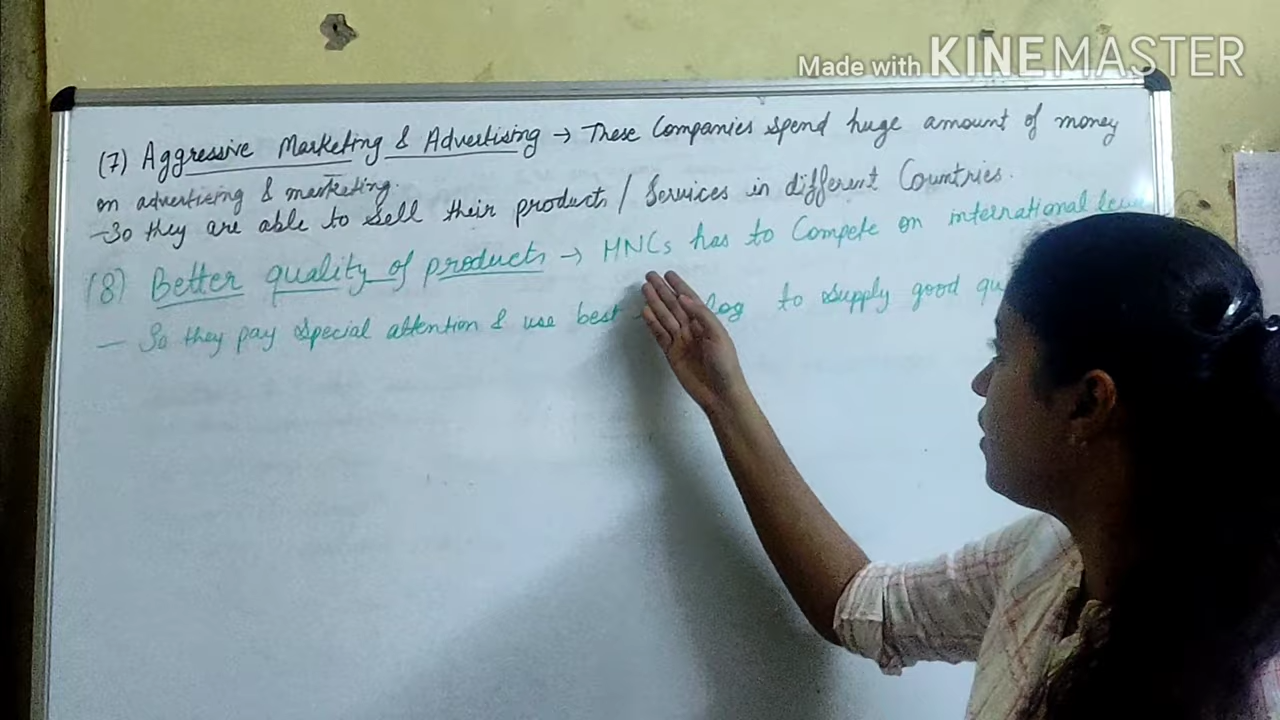 Made with KINEMASTER
(7) Aggressive Marketing & Advertising → These Companies spend huge amount of money
on advertising & marketing.
- So they are able to sell their products / Services in different Countries.
(8) Better quality of products → MNCs has to Compete on international
- So they pay special attention & use best to supply good